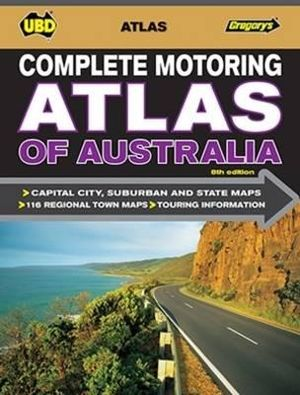 UBD
ATLAS
Gregory's
COMPLETE MOTORING
ATLAS
OF AUSTRALIA
8th edition
CAPITAL CITY, SUBURBAN AND STATE MAPS
116 REGIONAL TOWN MAPS TOURING INFORMATION